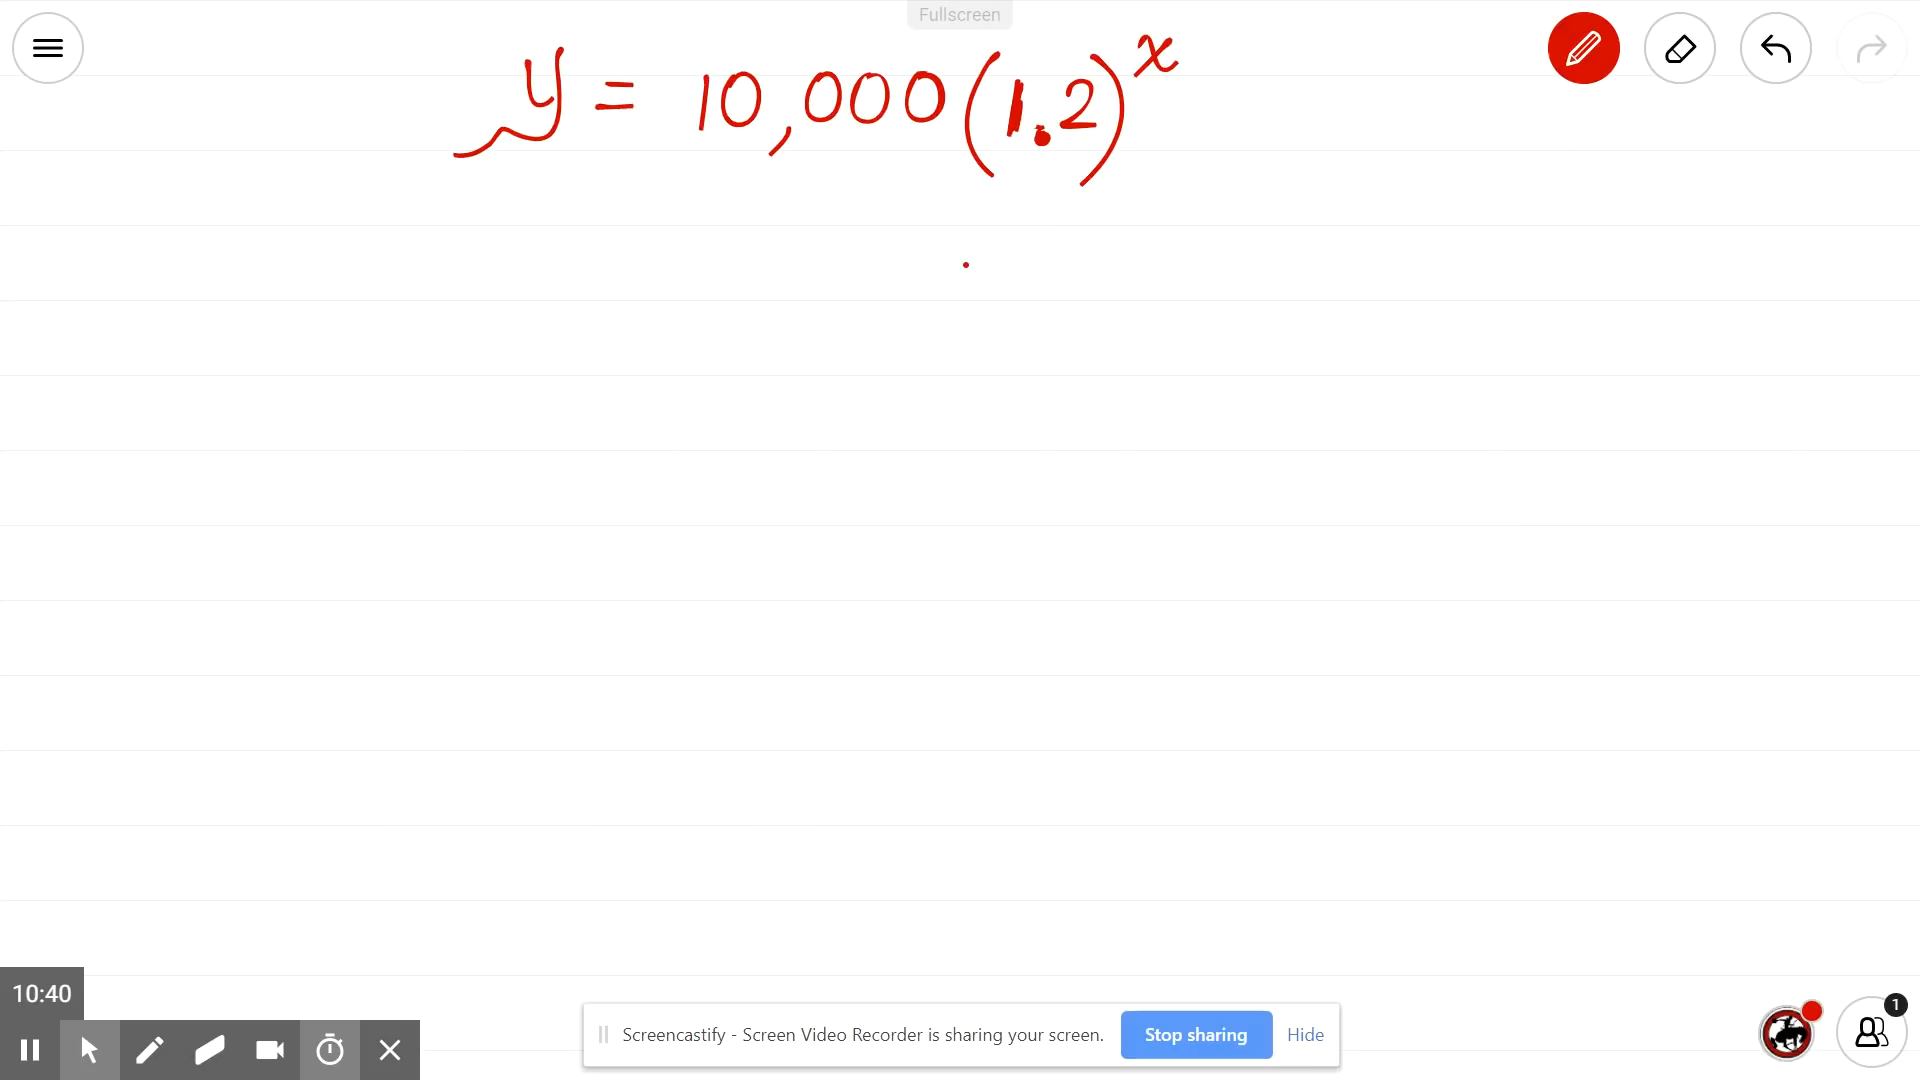 Fullscreen
y = 10,000(1.2)^x
10:40
Screencastify - Screen Video Recorder is sharing your screen. Stop sharing Hide
1